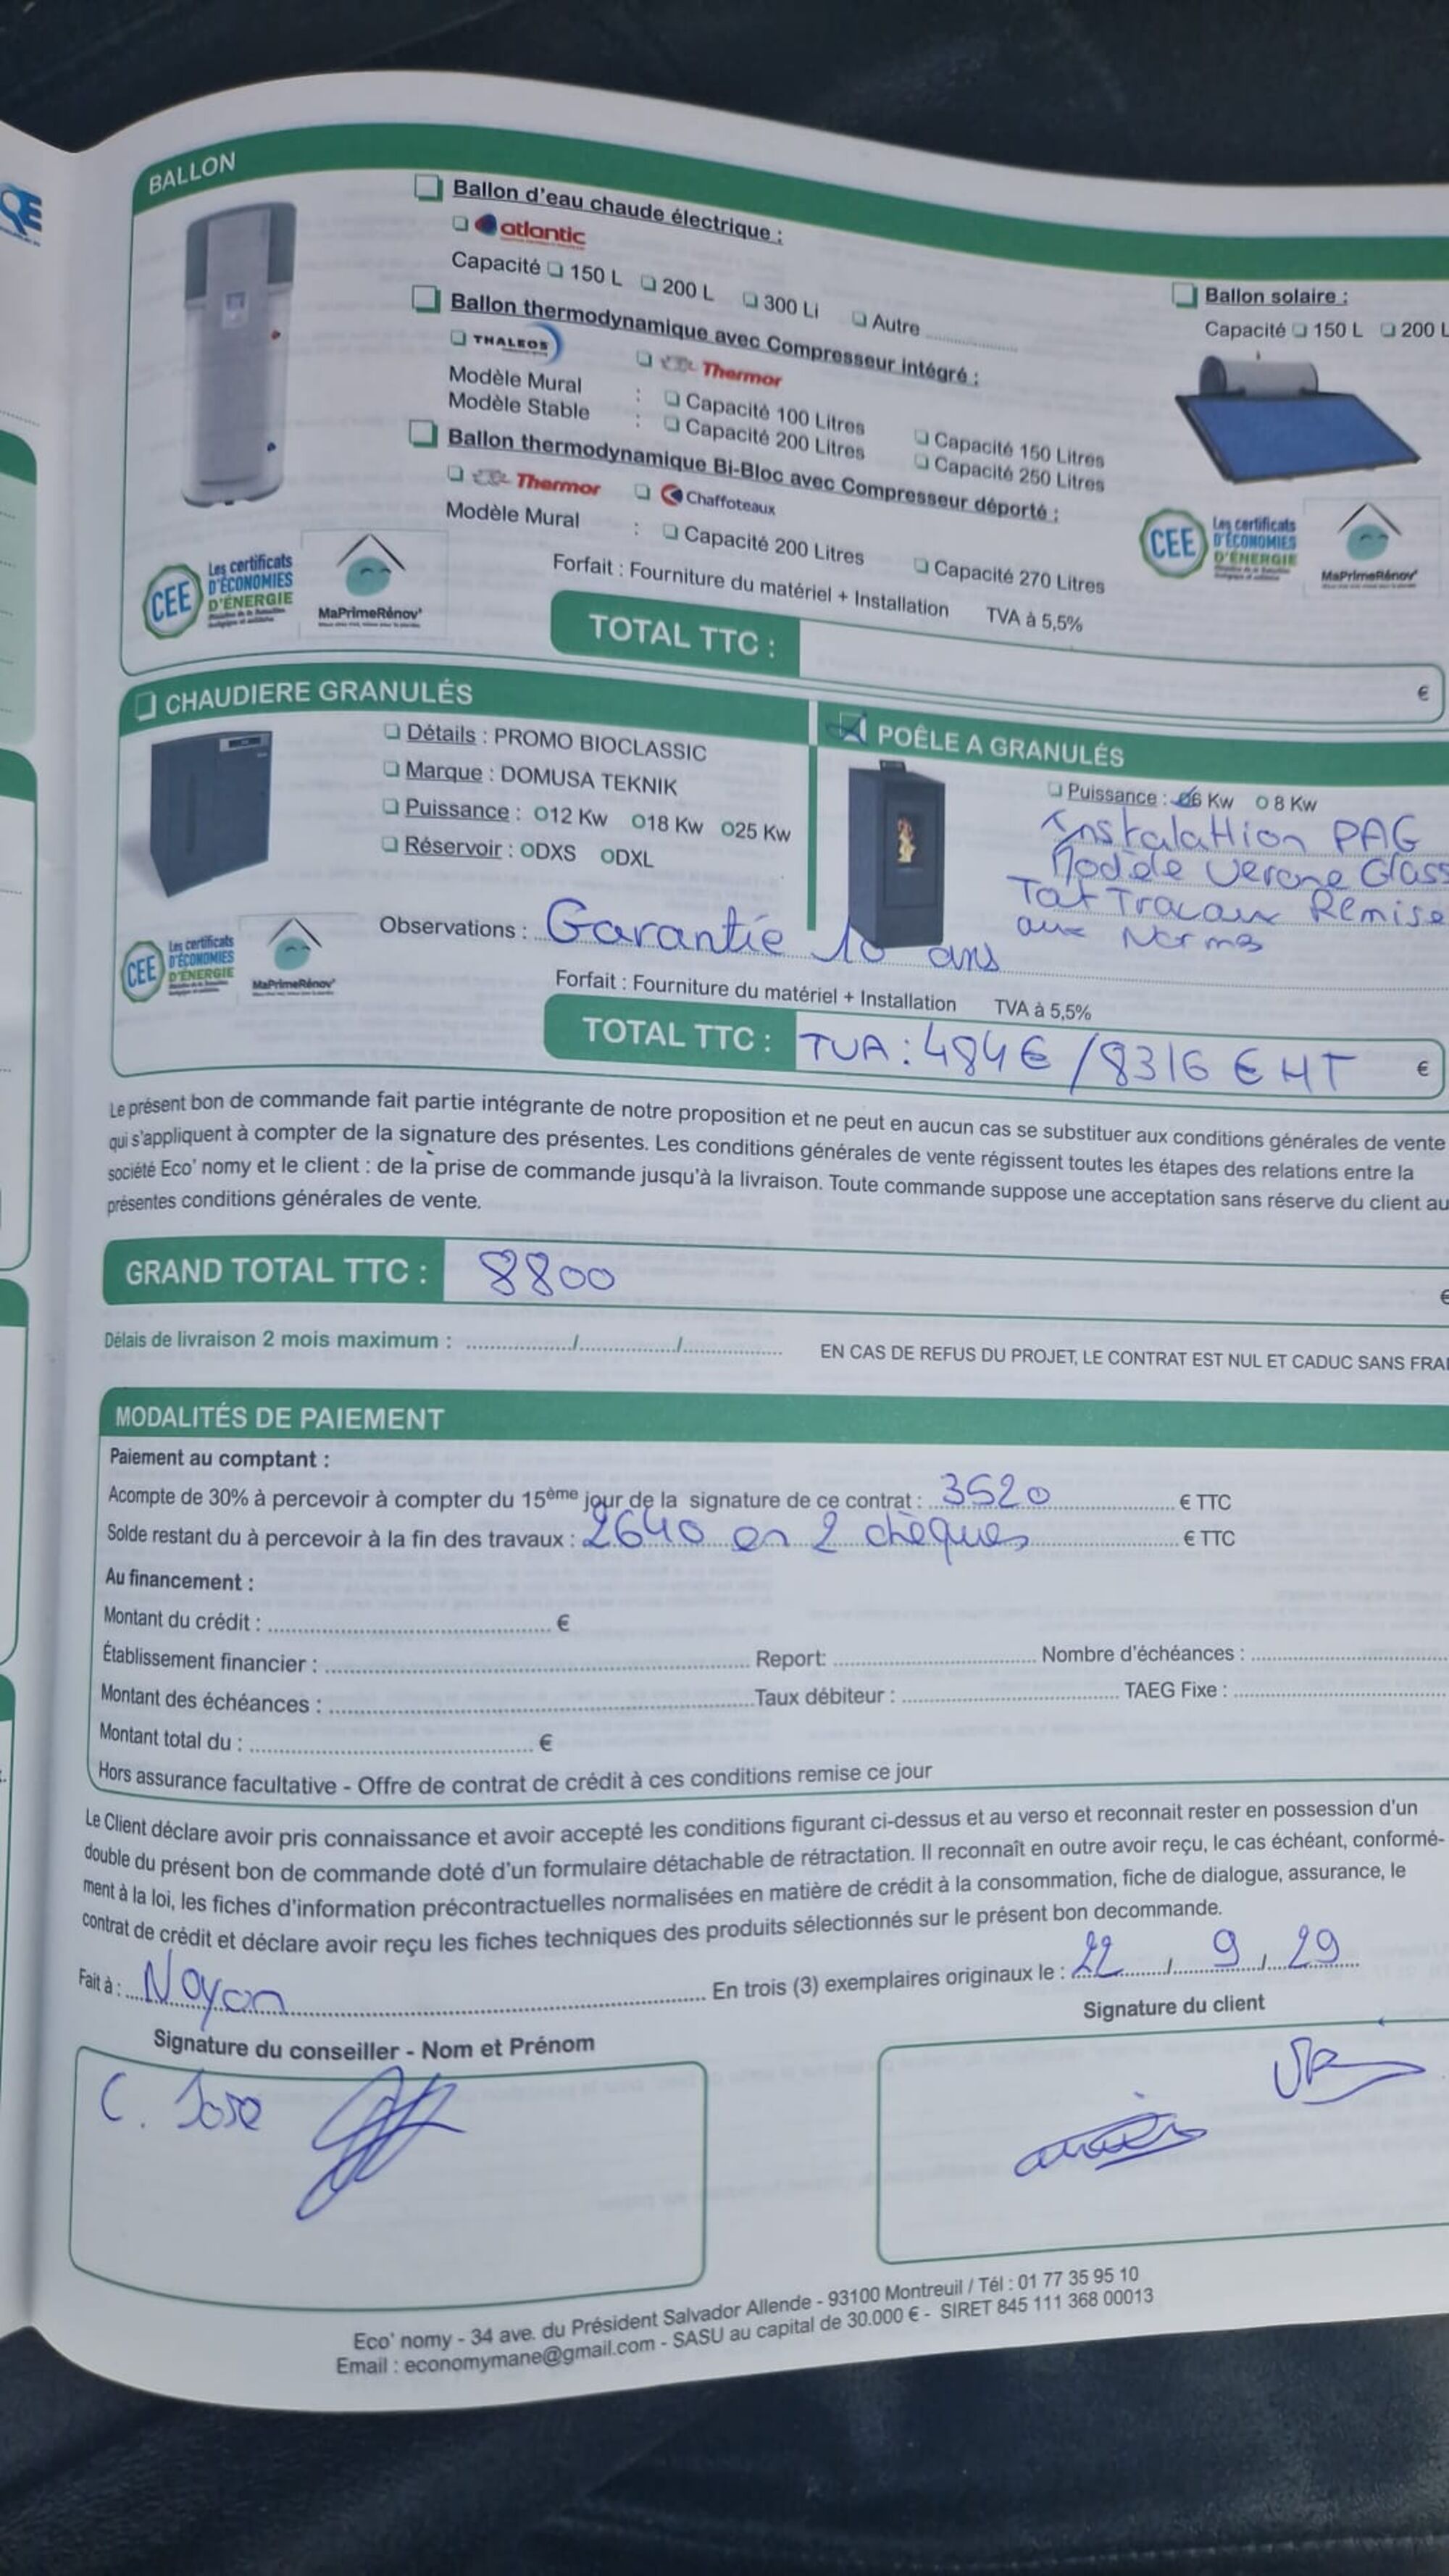 BALLON
Ballon d'eau chaude électrique :
atlantic
Capacité 150 L 200 L 300 Li Autre
Ballon thermodynamique avec Compresseur intégré :
THALEOS Thermor
Modèle Mural : Capacité 100 Litres Capacité 150 Litres
Modèle Stable : Capacité 200 Litres Capacité 250 Litres
Ballon thermodynamique Bi-Bloc avec Compresseur déporté :
Thermor Chaffoteaux
Modèle Mural : Capacité 200 Litres Capacité 270 Litres
Ballon solaire :
Capacité 150 L 200 L
CEE Les certificats D'ÉCONOMIES D'ÉNERGIE
MaPrimeRénov'
CEE Les certificats D'ÉCONOMIES D'ÉNERGIE
MaPrimeRénov'
Forfait : Fourniture du matériel + Installation TVA à 5,5%
TOTAL TTC : €
CHAUDIERE GRANULÉS
Détails : PROMO BIOCLASSIC
Marque : DOMUSA TEKNIK
Puissance : 12 Kw 18 Kw 25 Kw
Réservoir : DXS DXL
POÊLE A GRANULÉS
Puissance : 6 Kw 8 Kw
Instalattion PAG
Modèle Verone Glass
Tot Travaux Remise
aux Normes
Observations : Garantie 10 ans
CEE Les certificats D'ÉCONOMIES D'ÉNERGIE
MaPrimeRénov'
Forfait : Fourniture du matériel + Installation TVA à 5,5%
TOTAL TTC : TVA : 484€ / 8316 € HT €
Le présent bon de commande fait partie intégrante de notre proposition et ne peut en aucun cas se substituer aux conditions générales de vente
qui s'appliquent à compter de la signature des présentes. Les conditions générales de vente régissent toutes les étapes des relations entre la
société Eco' nomy et le client : de la prise de commande jusqu'à la livraison. Toute commande suppose une acceptation sans réserve du client au
présentes conditions générales de vente.
GRAND TOTAL TTC : 8800 €
Délais de livraison 2 mois maximum : ......../......../........
EN CAS DE REFUS DU PROJET, LE CONTRAT EST NUL ET CADUC SANS FRAI
MODALITÉS DE PAIEMENT
Paiement au comptant :
Acompte de 30% à percevoir à compter du 15ème jour de la signature de ce contrat : 3520 € TTC
Solde restant du à percevoir à la fin des travaux : 2640 en 2 chèques € TTC
Au financement :
Montant du crédit : ........ €
Établissement financier : ........ Report: ........ Nombre d'échéances : ........
Montant des échéances : ........ Taux débiteur : ........ TAEG Fixe : ........
Montant total du : ........ €
Hors assurance facultative - Offre de contrat de crédit à ces conditions remise ce jour
Le Client déclare avoir pris connaissance et avoir accepté les conditions figurant ci-dessus et au verso et reconnait rester en possession d'un
double du présent bon de commande doté d'un formulaire détachable de rétractation. Il reconnaît en outre avoir reçu, le cas échéant, conformé-
ment à la loi, les fiches d'information précontractuelles normalisées en matière de crédit à la consommation, fiche de dialogue, assurance, le
contrat de crédit et déclare avoir reçu les fiches techniques des produits sélectionnés sur le présent bon decommande.
Fait à : Noyon En trois (3) exemplaires originaux le : 22 / 9 / 29
Signature du conseiller - Nom et Prénom
Signature du client
C. Jose
Eco' nomy - 34 ave. du Président Salvador Allende - 93100 Montreuil / Tél : 01 77 35 95 10
Email : economymane@gmail.com - SASU au capital de 30.000 € - SIRET 845 111 368 00013